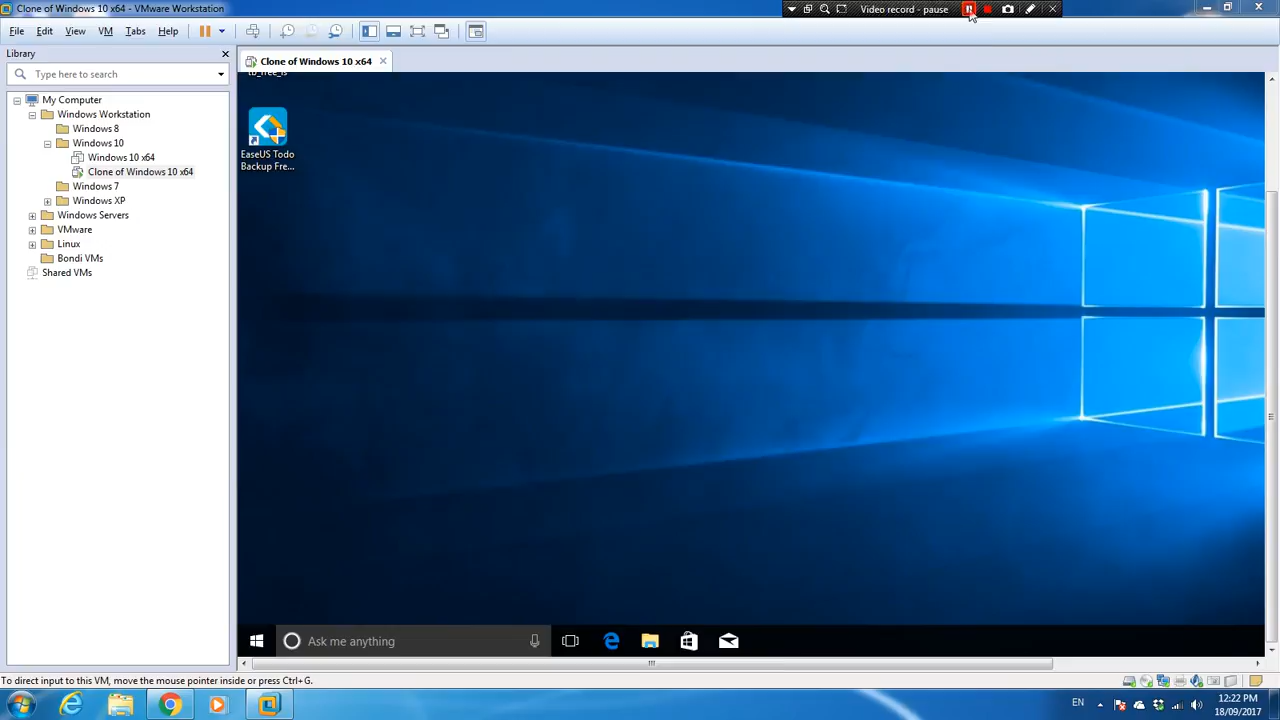 Clone of Windows 10 x64 - VMware Workstation
Video record - pause
File Edit View VM Tabs Help
Library
Type here to search
My Computer
Windows Workstation
Windows 8
Windows 10
Windows 10 x64
Clone of Windows 10 x64
Windows 7
Windows XP
Windows Servers
VMware
Linux
Bondi VMs
Shared VMs
Clone of Windows 10 x64
tb_free_is
EaseUS Todo
Backup Fre...
Ask me anything
To direct input to this VM, move the mouse pointer inside or press Ctrl+G.
EN
12:22 PM
18/09/2017